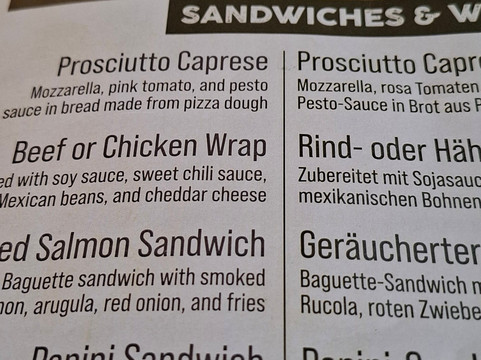 SANDWICHES & W
Prosciutto Caprese
Mozzarella, pink tomato, and pesto
sauce in bread made from pizza dough
Beef or Chicken Wrap
ed with soy sauce, sweet chili sauce,
Mexican beans, and cheddar cheese
ed Salmon Sandwich
Baguette sandwich with smoked
mon, arugula, red onion, and fries
Panini Sandwich
Prosciutto Capr
Mozzarella, rosa Tomaten
Pesto-Sauce in Brot aus P
Rind- oder Häh
Zubereitet mit Sojasauc
mexikanischen Bohnen
Geräucherter
Baguette-Sandwich m
Rucola, roten Zwiebe